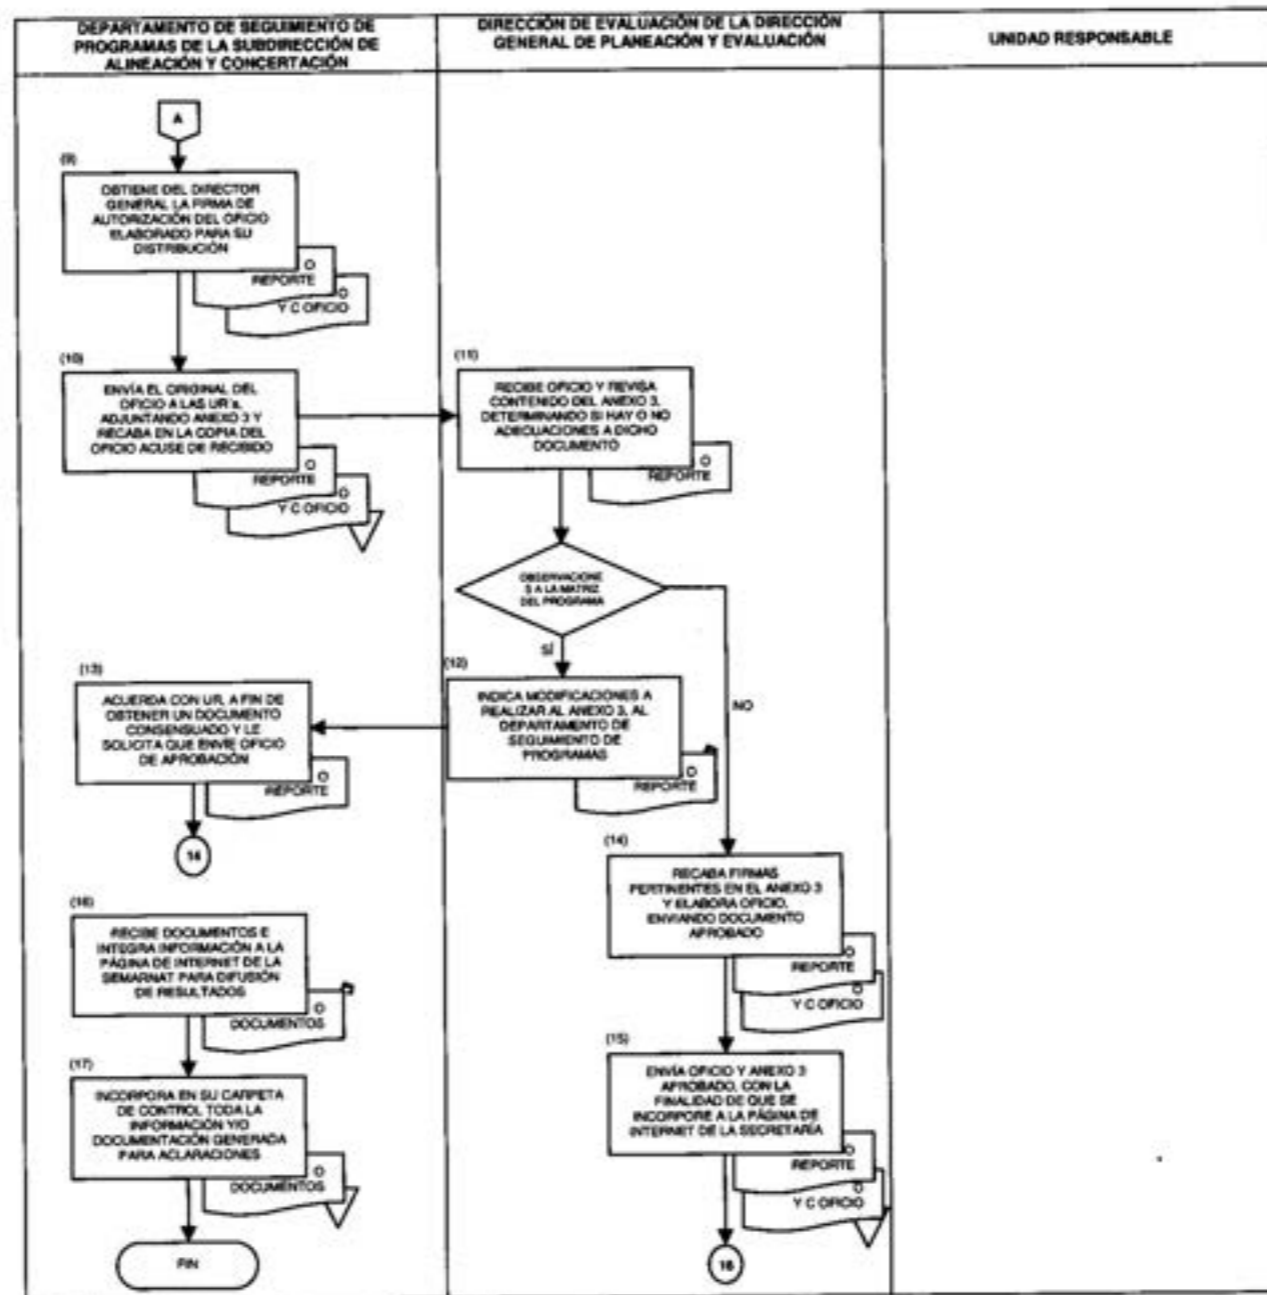 DEPARTAMENTO DE SEGUIMIENTO DE
PROGRAMAS DE LA SUBDIRECCIÓN DE
ALINEACIÓN Y CONCERTACIÓN
DIRECCIÓN DE EVALUACIÓN DE LA DIRECCIÓN
GENERAL DE PLANEACIÓN Y EVALUACIÓN
UNIDAD RESPONSABLE
A
(9)
OBTIENE DEL DIRECTOR
GENERAL LA FIRMA DE
AUTORIZACIÓN DEL OFICIO
ELABORADO PARA SU
DISTRIBUCIÓN
O
REPORTE
O
Y C OFICIO
(10)
ENVÍA EL ORIGINAL DEL
OFICIO A LAS UR´s,
ADJUNTANDO ANEXO 3 Y
RECABA EN LA COPIA DEL
OFICIO ACUSE DE RECIBIDO
O
REPORTE
O
Y C OFICIO
(11)
RECIBE OFICIO Y REVISA
CONTENIDO DEL ANEXO 3,
DETERMINANDO SI HAY O NO
ADECUACIONES A DICHO
DOCUMENTO
O
REPORTE
OBSERVACIONE
S A LA MATRIZ
DEL PROGRAMA
SÍ
NO
(12)
INDICA MODIFICACIONES A
REALIZAR AL ANEXO 3, AL
DEPARTAMENTO DE
SEGUIMIENTO DE
PROGRAMAS
O
REPORTE
(13)
ACUERDA CON UR, A FIN DE
OBTENER UN DOCUMENTO
CONSENSUADO Y LE
SOLICITA QUE ENVÍE OFICIO
DE APROBACIÓN
O
REPORTE
14
(14)
RECABA FIRMAS
PERTINENTES EN EL ANEXO 3
Y ELABORA OFICIO,
ENVIANDO DOCUMENTO
APROBADO
O
REPORTE
O
Y C OFICIO
(15)
ENVÍA OFICIO Y ANEXO 3
APROBADO, CON LA
FINALIDAD DE QUE SE
INCORPORE A LA PÁGINA DE
INTERNET DE LA SECRETARÍA
O
REPORTE
O
Y C OFICIO
16
(16)
RECIBE DOCUMENTOS E
INTEGRA INFORMACIÓN A LA
PÁGINA DE INTERNET DE LA
SEMARNAT PARA DIFUSIÓN
DE RESULTADOS
O
DOCUMENTOS
(17)
INCORPORA EN SU CARPETA
DE CONTROL TODA LA
INFORMACIÓN Y/O
DOCUMENTACIÓN GENERADA
PARA ACLARACIONES
O
DOCUMENTOS
FIN